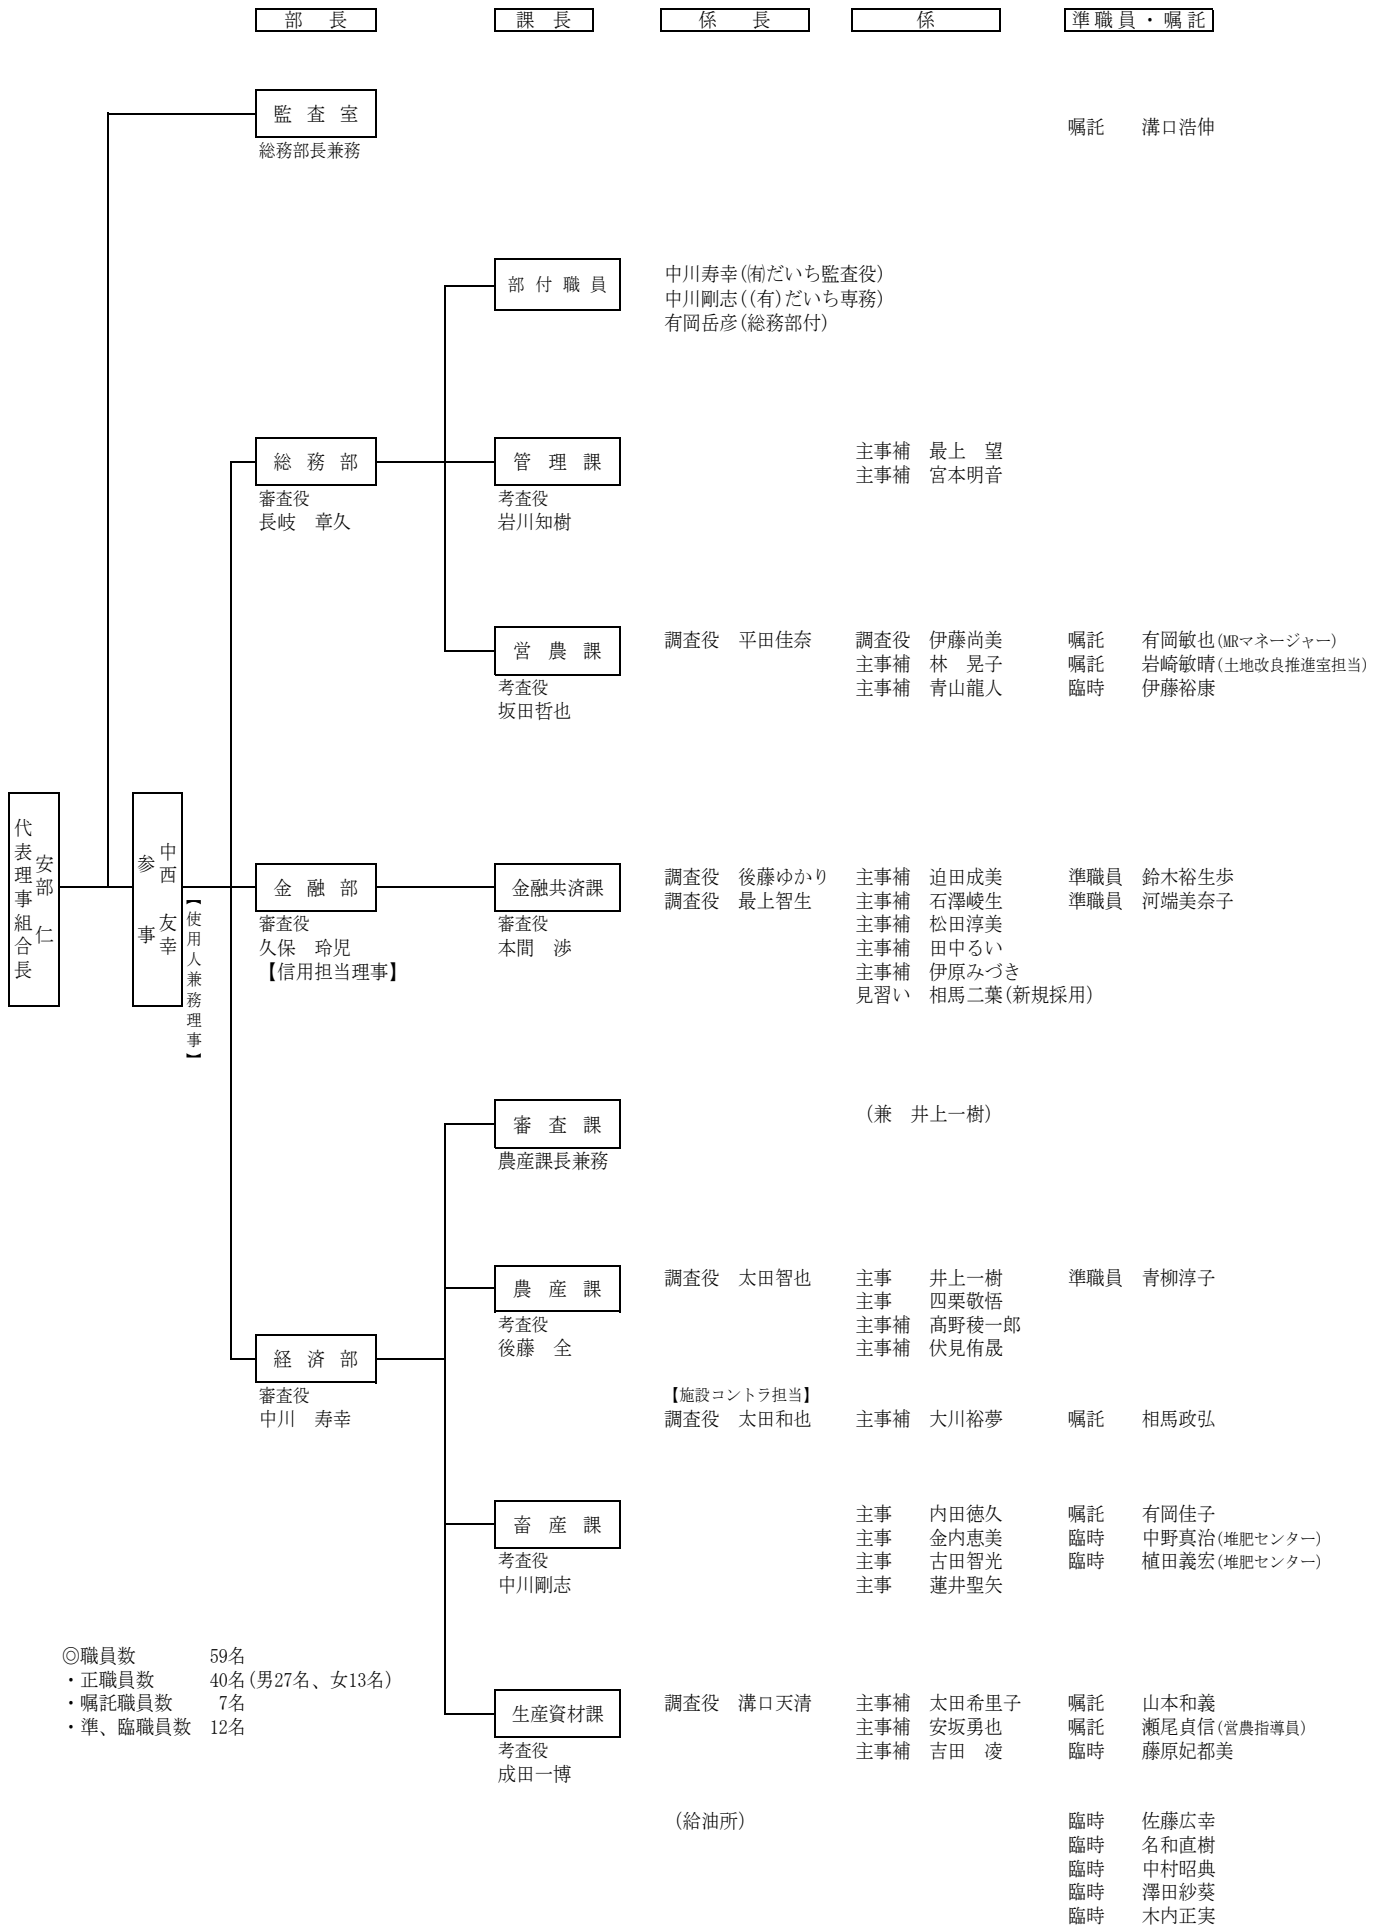 部　長
課　長
係　長
係
準職員・嘱託
監　査　室
総務部長兼務
嘱託　溝口浩伸
部付職員
中川寿幸(㈲だいち監査役)
中川剛志((有)だいち専務)
有岡岳彦(総務部付)
総　務　部
審査役
長岐　章久
管　理　課
考査役
岩川知樹
主事補　最上　望
主事補　宮本明音
営　農　課
考査役
坂田哲也
調査役　平田佳奈
調査役　伊藤尚美
主事補　林　晃子
主事補　青山龍人
嘱託　有岡敏也(MRマネージャー)
嘱託　岩崎敏晴(土地改良推進室担当)
臨時　伊藤裕康
代表理事組合長
安部　仁
参　事
中西　友幸
【使用人兼務理事】
金　融　部
審査役
久保　玲児
【信用担当理事】
金融共済課
審査役
本間　渉
調査役　後藤ゆかり
調査役　最上智生
主事補　迫田成美
主事補　石澤崚生
主事補　松田淳美
主事補　田中るい
主事補　伊原みづき
見習い　相馬二葉(新規採用)
準職員　鈴木裕生歩
準職員　河端美奈子
審　査　課
農産課長兼務
(兼　井上一樹)
農　産　課
考査役
後藤　全
調査役　太田智也
主事　井上一樹
主事　四栗敬悟
主事補　髙野稜一郎
主事補　伏見侑晟
準職員　青柳淳子
経　済　部
審査役
中川　寿幸
【施設コントラ担当】
調査役　太田和也
主事補　大川裕夢
嘱託　相馬政弘
畜　産　課
考査役
中川剛志
主事　内田徳久
主事　金内恵美
主事　古田智光
主事　蓮井聖矢
嘱託　有岡佳子
臨時　中野真治(堆肥センター)
臨時　植田義宏(堆肥センター)
◎職員数　59名
・正職員数　40名(男27名、女13名)
・嘱託職員数　7名
・準、臨職員数　12名
生産資材課
考査役
成田一博
調査役　溝口天清
主事補　太田希里子
主事補　安坂勇也
主事補　吉田　凌
嘱託　山本和義
嘱託　瀬尾貞信(営農指導員)
臨時　藤原妃都美
(給油所)
臨時　佐藤広幸
臨時　名和直樹
臨時　中村昭典
臨時　澤田紗葵
臨時　木内正実